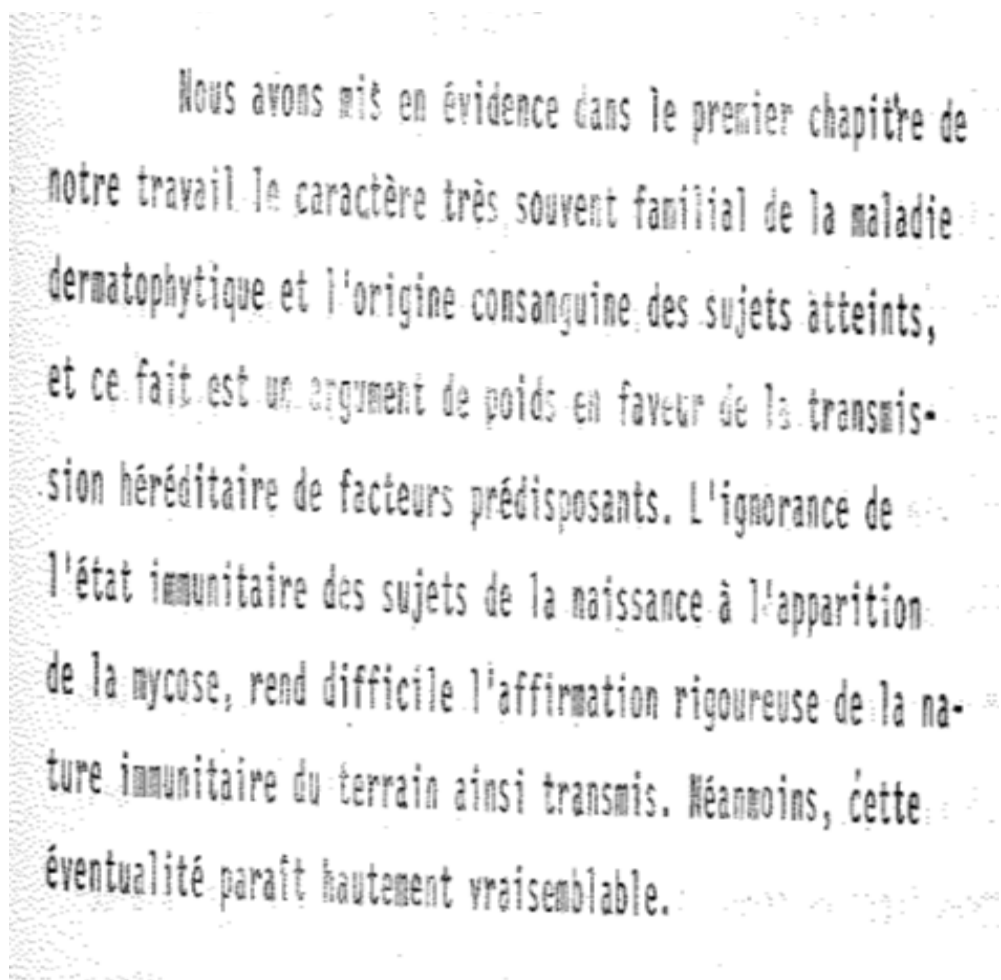 Nous avons mis en évidence dans le premier chapitre de
notre travail le caractère très souvent familial de la maladie
dermatophytique et l'origine consanguine des sujets atteints,
et ce fait est un argument de poids en faveur de la transmis-
sion héréditaire de facteurs prédisposants. L'ignorance de
l'état immunitaire des sujets de la naissance à l'apparition
de la mycose, rend difficile l'affirmation rigoureuse de la na-
ture immunitaire du terrain ainsi transmis. Néanmoins, cette
éventualité paraît hautement vraisemblable.